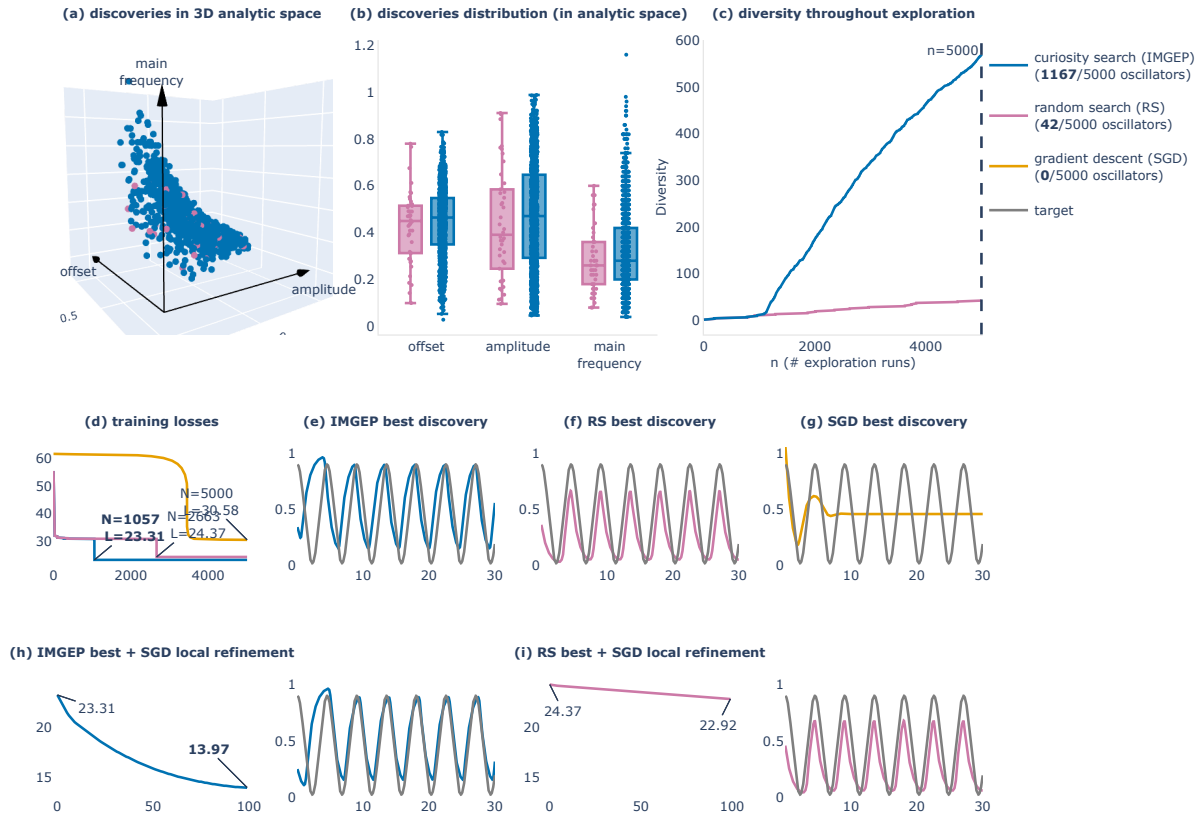 (a) discoveries in 3D analytic space
main
frequency
offset
amplitude
0.5
0
(b) discoveries distribution (in analytic space)
1.2
1
0.8
0.6
0.4
0.2
0
offset
amplitude
main
frequency
(c) diversity throughout exploration
600
500
400
300
200
100
0
Diversity
n=5000
0
2000
4000
n (# exploration runs)
curiosity search (IMGEP)
(1167/5000 oscillators)
random search (RS)
(42/5000 oscillators)
gradient descent (SGD)
(0/5000 oscillators)
target
(d) training losses
60
50
40
30
N=5000
L=30.58
N=1057
L=23.31
N=2663
L=24.37
0
2000
4000
(e) IMGEP best discovery
1
0.5
0
0
10
20
30
(f) RS best discovery
1
0.5
0
0
10
20
30
(g) SGD best discovery
1
0.5
0
0
10
20
30
(h) IMGEP best + SGD local refinement
20
15
23.31
13.97
0
50
100
1
0.5
0
0
10
20
30
(i) RS best + SGD local refinement
20
15
24.37
22.92
0
50
100
1
0.5
0
0
10
20
30